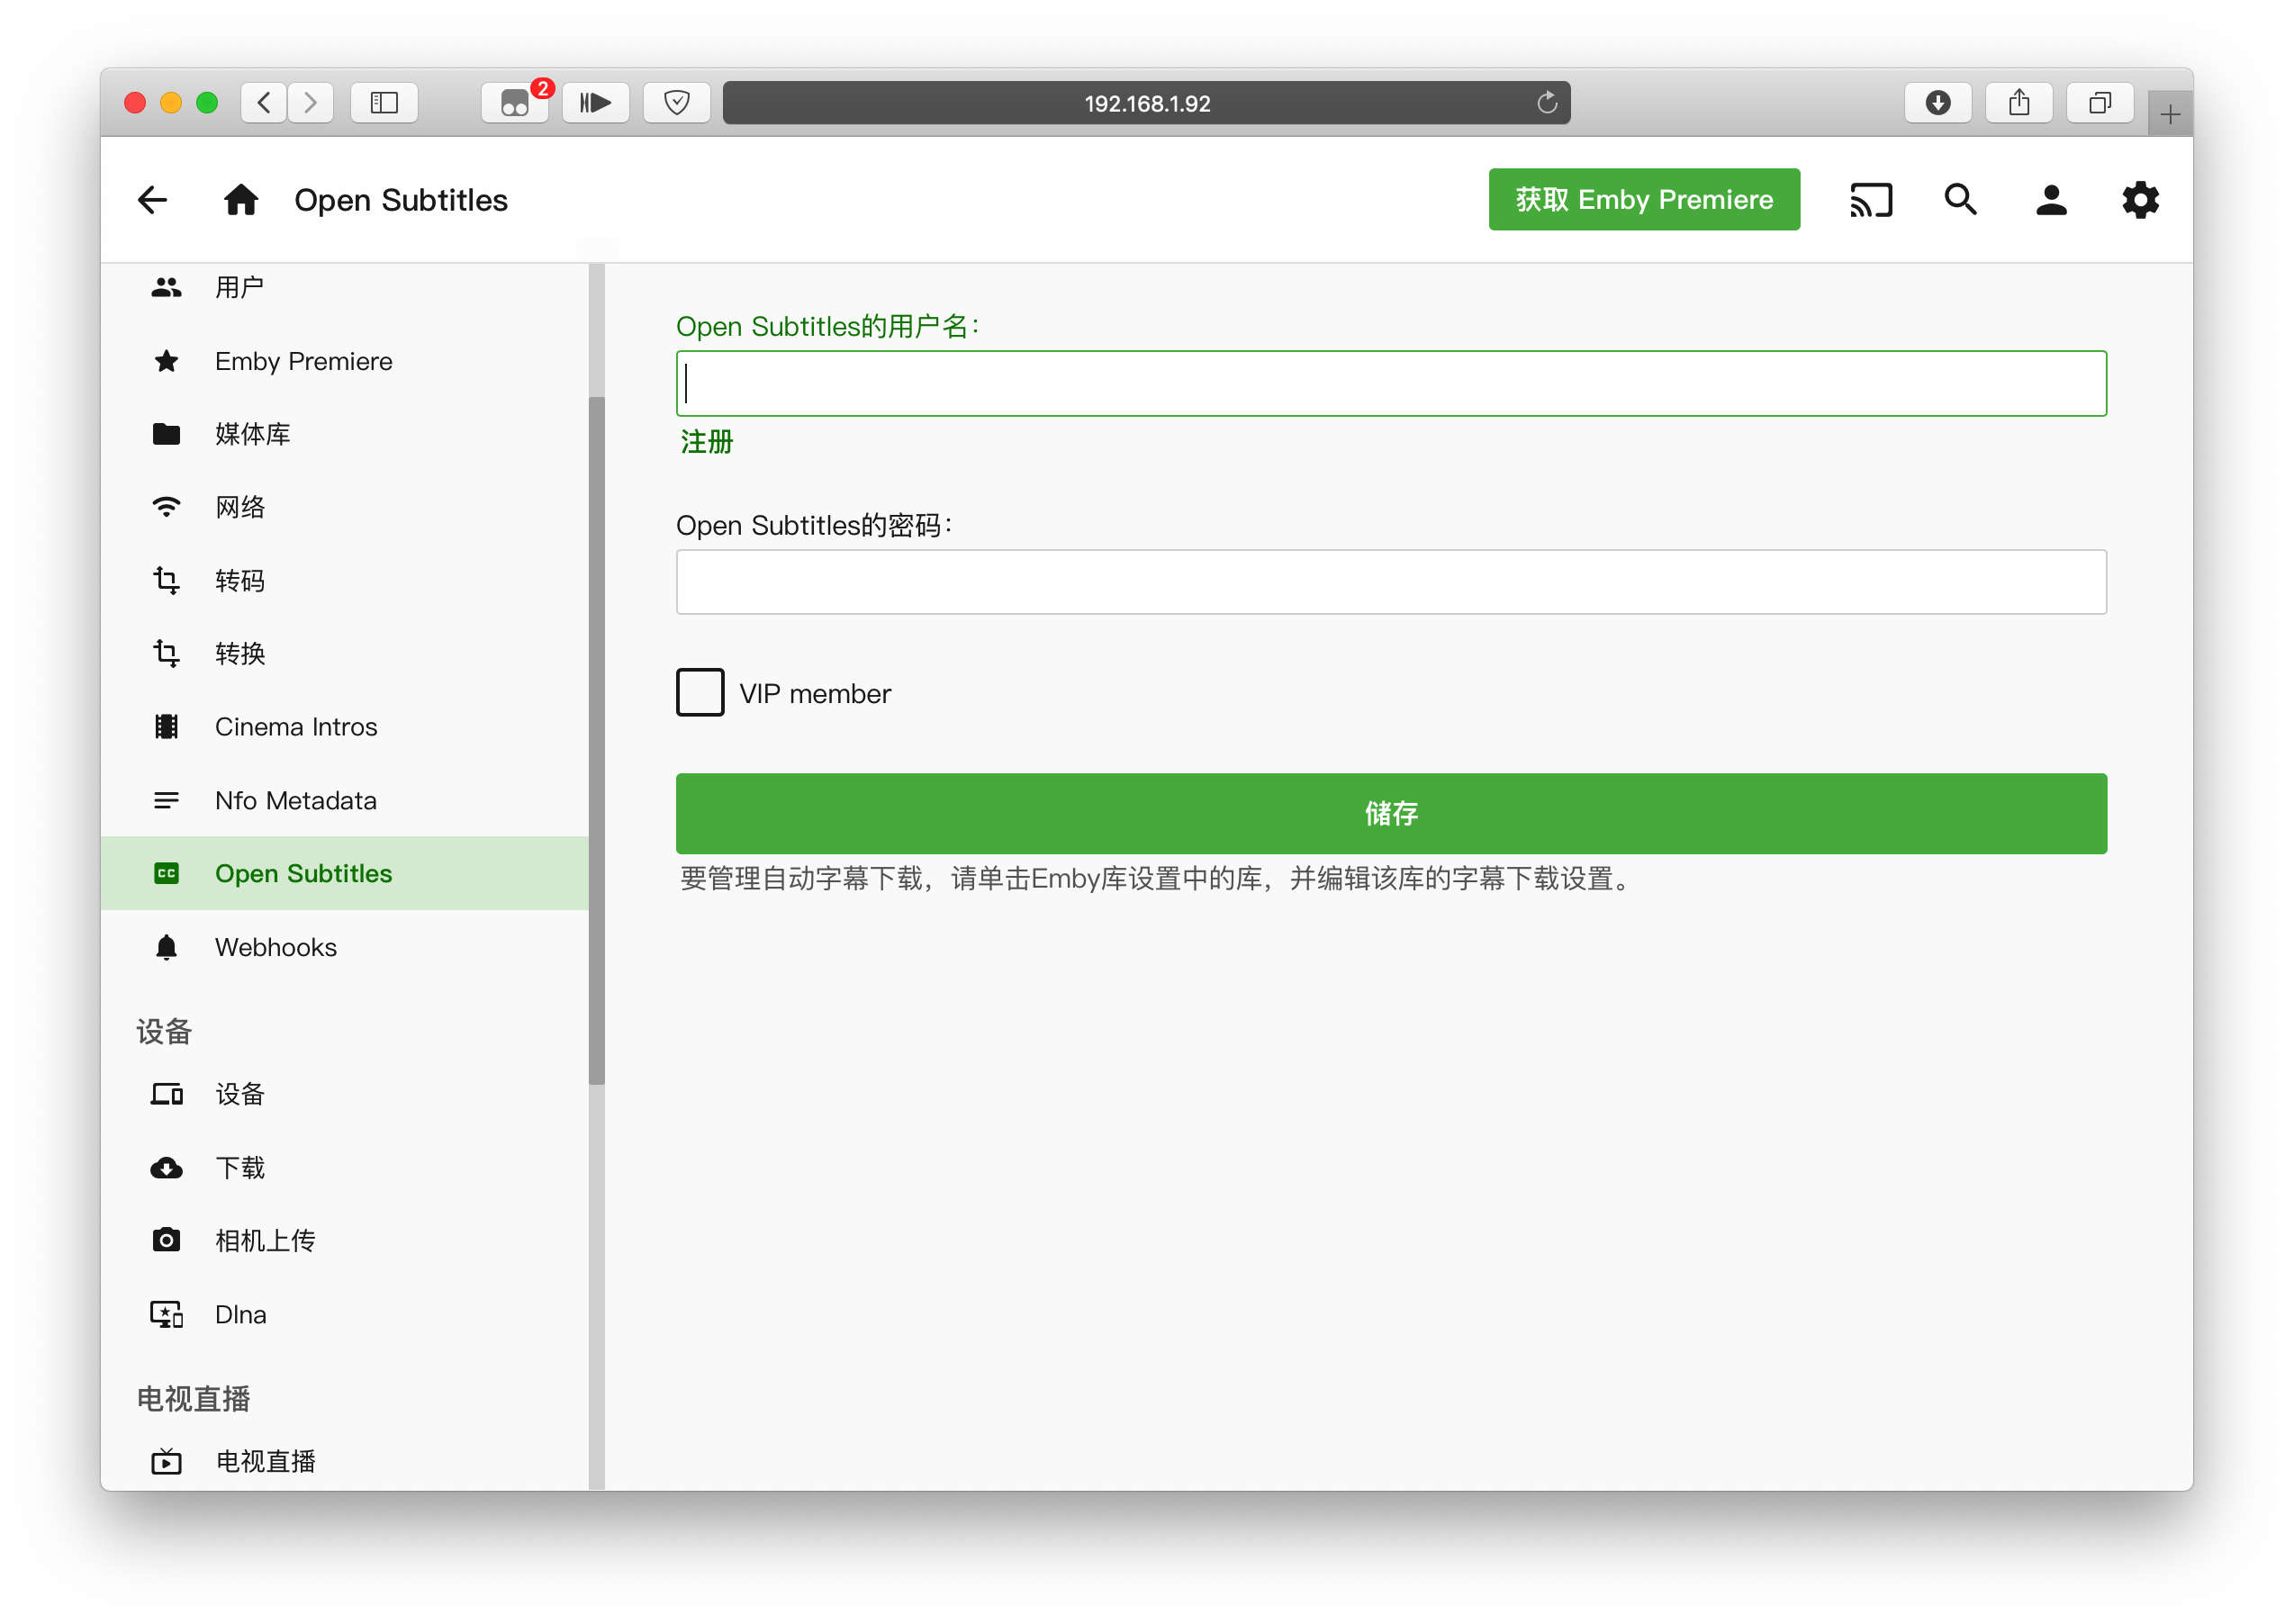 2
192.168.1.92
Open Subtitles
获取 Emby Premiere
用户
Emby Premiere
媒体库
网络
转码
转换
Cinema Intros
Nfo Metadata
CC
Open Subtitles
Webhooks
设备
设备
下载
相机上传
Dlna
电视直播
电视直播
Open Subtitles的用户名：
注册
Open Subtitles的密码：
VIP member
储存
要管理自动字幕下载，请单击Emby库设置中的库，并编辑该库的字幕下载设置。